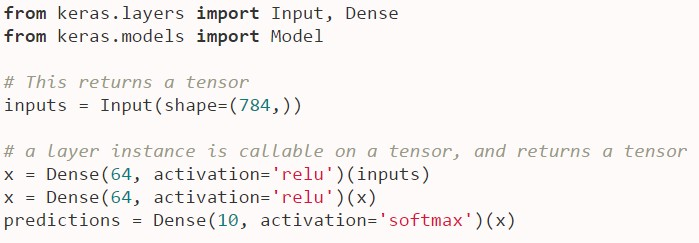 from keras.layers import Input, Dense
from keras.models import Model
# This returns a tensor
inputs = Input(shape=(784,))
# a layer instance is callable on a tensor, and returns a tensor
x = Dense(64, activation='relu')(inputs)
x = Dense(64, activation='relu')(x)
predictions = Dense(10, activation='softmax')(x)